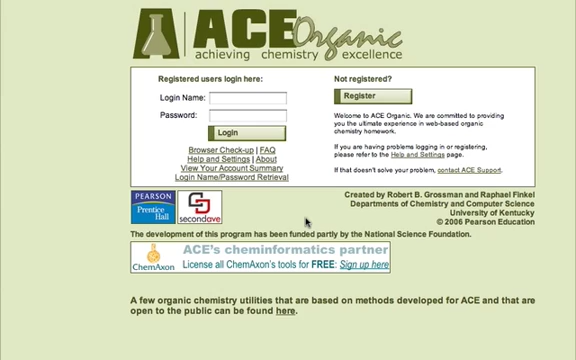 ACE Organic
achieving chemistry excellence
Registered users login here:
Login Name:
Password:
Login
Browser Check-up | FAQ
Help and Settings | About
View Your Account Summary
Login Name/Password Retrieval
Not registered?
Register
Welcome to ACE Organic. We are committed to providing
you the ultimate experience in web-based organic
chemistry homework.
If you are having problems logging in or registering,
please refer to the Help and Settings page.
If that doesn't solve your problem, contact ACE Support.
PEARSON
Prentice
Hall
secondave
Created by Robert B. Grossman and Raphael Finkel
Departments of Chemistry and Computer Science
University of Kentucky
© 2006 Pearson Education
The development of this program has been funded partly by the National Science Foundation.
ChemAxon
ACE's cheminformatics partner
License all ChemAxon's tools for FREE: Sign up here
A few organic chemistry utilities that are based on methods developed for ACE and that are
open to the public can be found here.